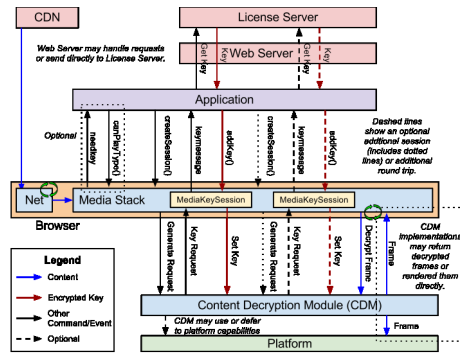 CDN
License Server
Web Server may handle requests
or send directly to License Server.
Get Key
Key
Get Key
Key
Web Server
Application
Optional
needkey
canPlayType()
createSession()
keymessage
addKey()
createSession()
keymessage
addKey()
Dashed lines
show an optional
additional session
(includes dotted
lines) or additional
round trip.
Net
Media Stack
MediaKeySession
MediaKeySession
Browser
Generate Request
Key Request
Set Key
Generate Request
Key Request
Set Key
Decrypt Frame
Frame
CDM
implementations
may return
decrypted
frames or
rendered them
directly.
Legend
Content
Encrypted Key
Other
Command/Event
Optional
Content Decryption Module (CDM)
CDM may use or defer
to platform capabilities
Frame
Platform